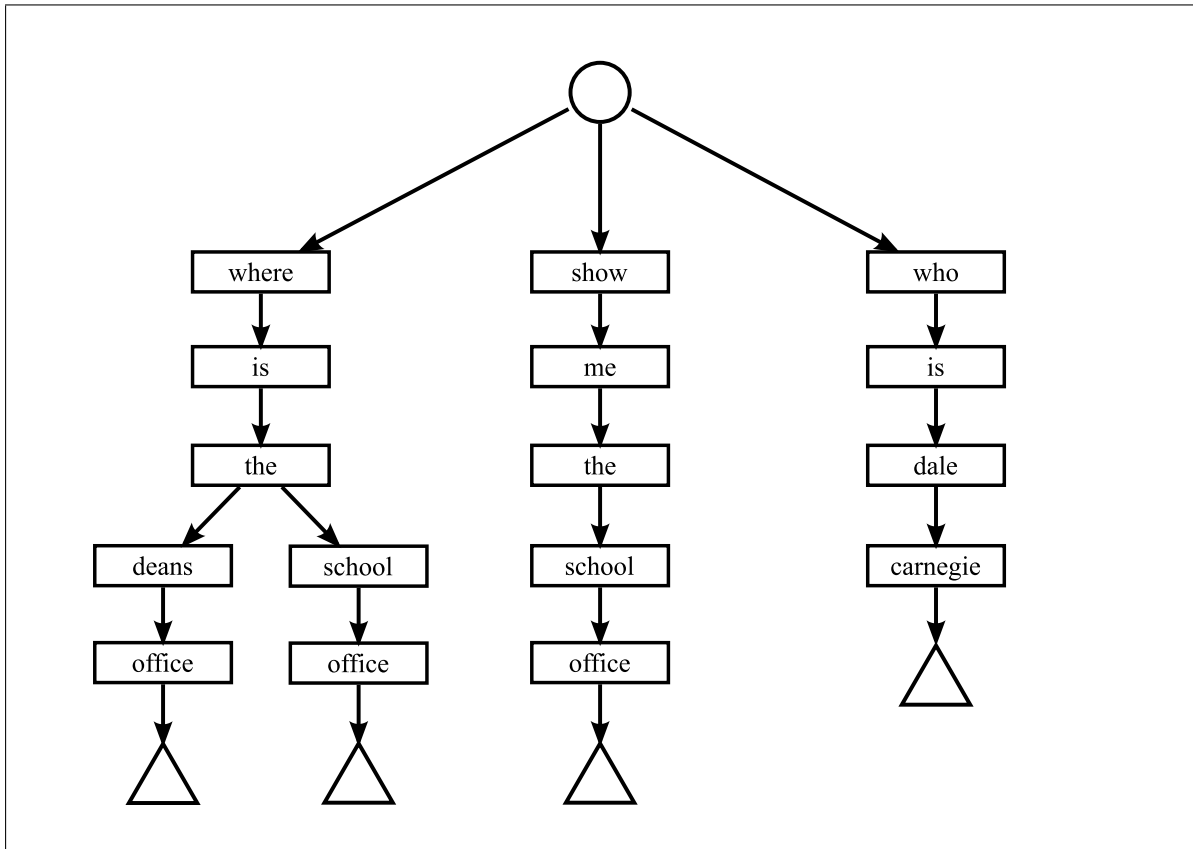 where show who
is me is
the the dale
deans school school carnegie
office office office